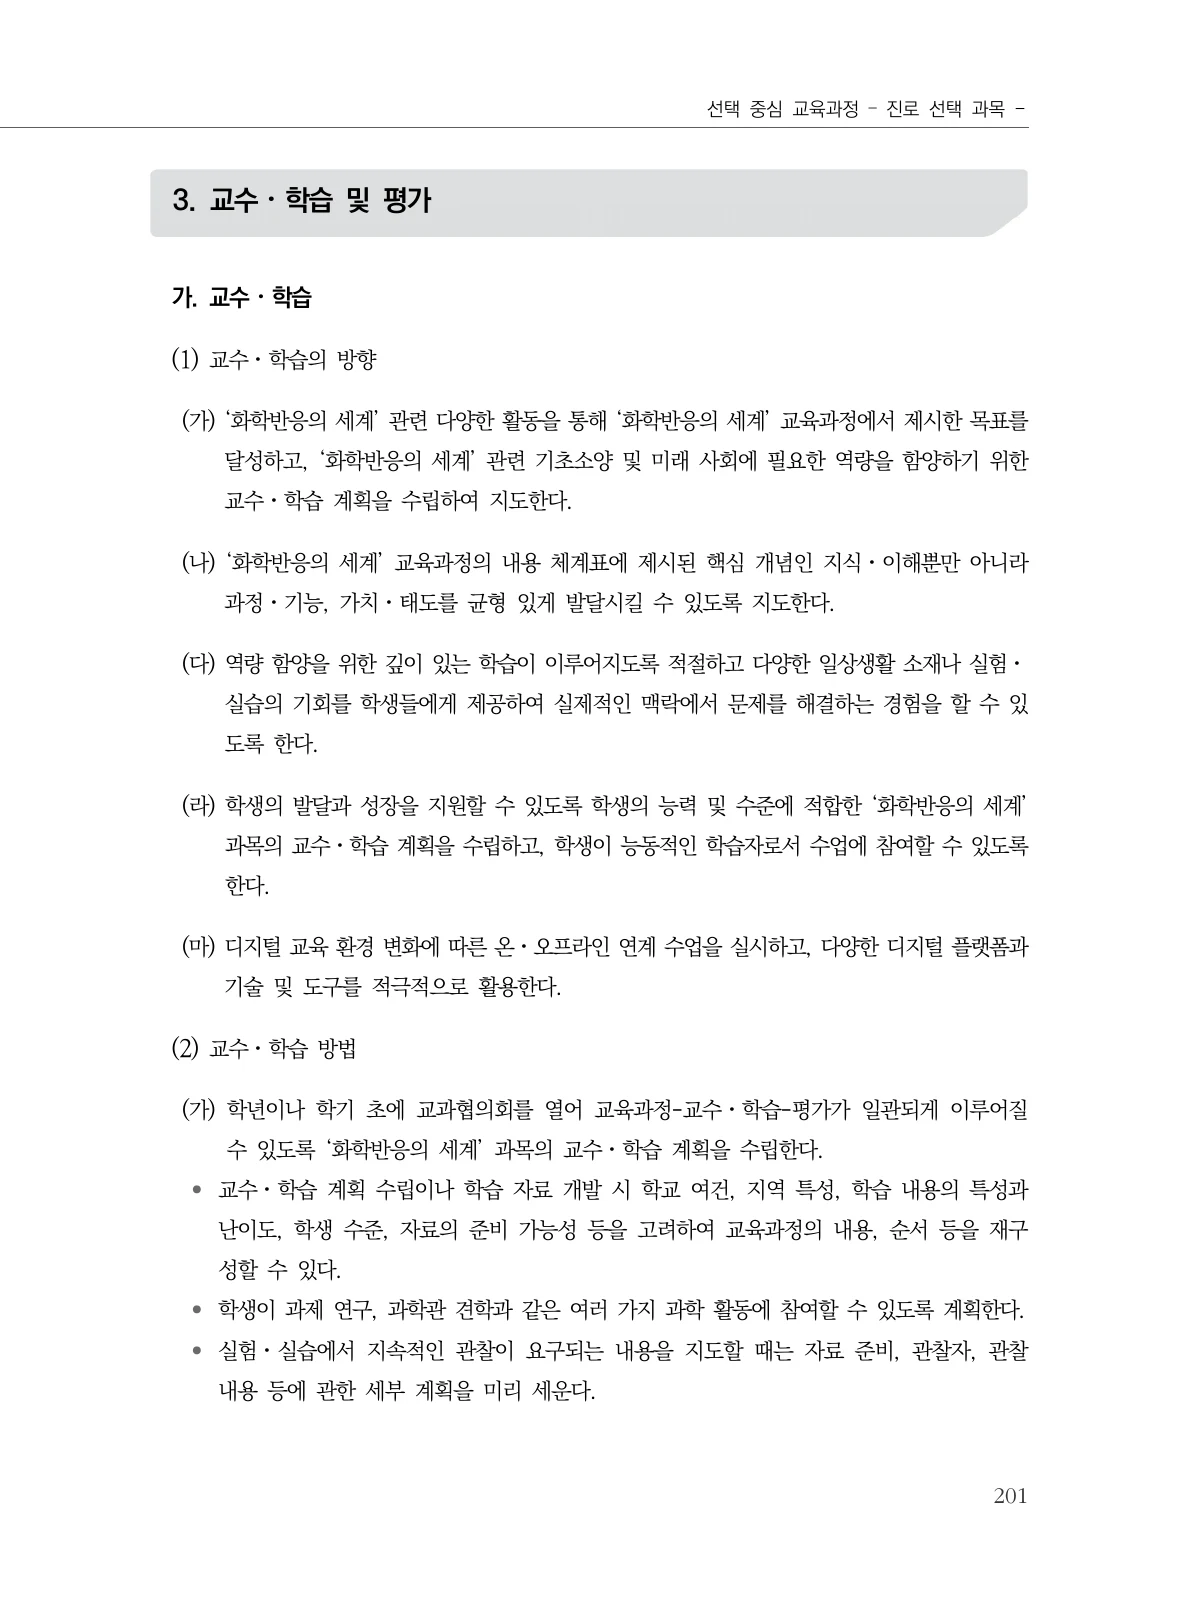 선택 중심 교육과정 - 진로 선택 과목 -
3. 교수·학습 및 평가
가. 교수·학습
(1) 교수·학습의 방향
(가) ‘화학반응의 세계’ 관련 다양한 활동을 통해 ‘화학반응의 세계’ 교육과정에서 제시한 목표를
달성하고, ‘화학반응의 세계’ 관련 기초소양 및 미래 사회에 필요한 역량을 함양하기 위한
교수·학습 계획을 수립하여 지도한다.
(나) ‘화학반응의 세계’ 교육과정의 내용 체계표에 제시된 핵심 개념인 지식·이해뿐만 아니라
과정·기능, 가치·태도를 균형 있게 발달시킬 수 있도록 지도한다.
(다) 역량 함양을 위한 깊이 있는 학습이 이루어지도록 적절하고 다양한 일상생활 소재나 실험·
실습의 기회를 학생들에게 제공하여 실제적인 맥락에서 문제를 해결하는 경험을 할 수 있
도록 한다.
(라) 학생의 발달과 성장을 지원할 수 있도록 학생의 능력 및 수준에 적합한 ‘화학반응의 세계’
과목의 교수·학습 계획을 수립하고, 학생이 능동적인 학습자로서 수업에 참여할 수 있도록
한다.
(마) 디지털 교육 환경 변화에 따른 온·오프라인 연계 수업을 실시하고, 다양한 디지털 플랫폼과
기술 및 도구를 적극적으로 활용한다.
(2) 교수·학습 방법
(가) 학년이나 학기 초에 교과협의회를 열어 교육과정-교수·학습-평가가 일관되게 이루어질
수 있도록 ‘화학반응의 세계’ 과목의 교수·학습 계획을 수립한다.
• 교수·학습 계획 수립이나 학습 자료 개발 시 학교 여건, 지역 특성, 학습 내용의 특성과
난이도, 학생 수준, 자료의 준비 가능성 등을 고려하여 교육과정의 내용, 순서 등을 재구
성할 수 있다.
• 학생이 과제 연구, 과학관 견학과 같은 여러 가지 과학 활동에 참여할 수 있도록 계획한다.
• 실험·실습에서 지속적인 관찰이 요구되는 내용을 지도할 때는 자료 준비, 관찰자, 관찰
내용 등에 관한 세부 계획을 미리 세운다.
201